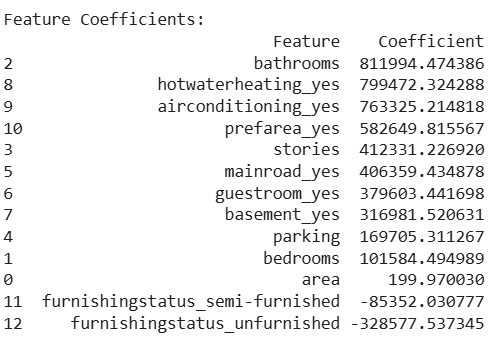 Feature Coefficients:
Feature Coefficient
2 bathrooms 811994.474386
8 hotwaterheating_yes 799472.324288
9 airconditioning_yes 763325.214818
10 prefarea_yes 582649.815567
3 stories 412331.226920
5 mainroad_yes 406359.434878
6 guestroom_yes 379603.441698
7 basement_yes 316981.520631
4 parking 169705.311267
1 bedrooms 101584.494989
0 area 199.970030
11 furnishingstatus_semi-furnished -85352.030777
12 furnishingstatus_unfurnished -328577.537345